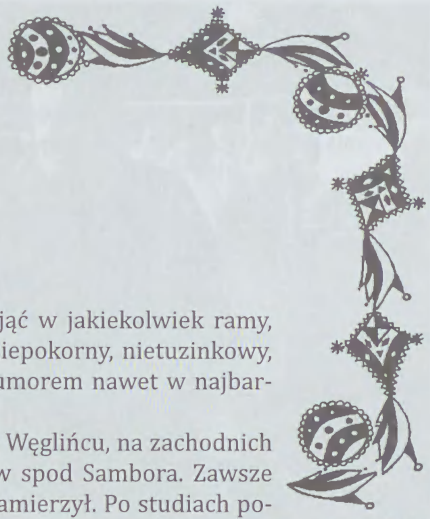 jąć w jakiekolwiek ramy,
iepokorny, nietuzinkowy,
umorem nawet w najbar-
Węglińcu, na zachodnich
w spod Sambora. Zawsze
amierzył. Po studiach po-